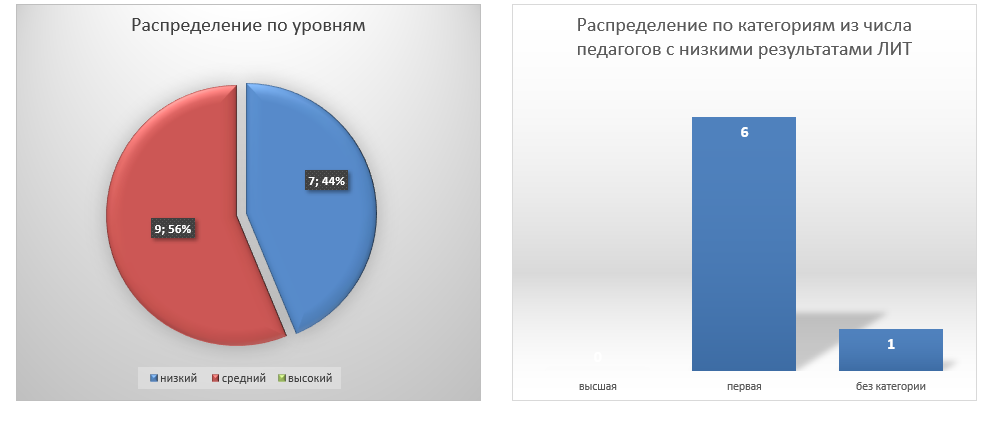 Распределение по уровням
7; 44%
9; 56%
низкий средний высокий
Распределение по категориям из числа
педагогов с низкими результатами ЛИТ
6
1
0
высшая первая без категории